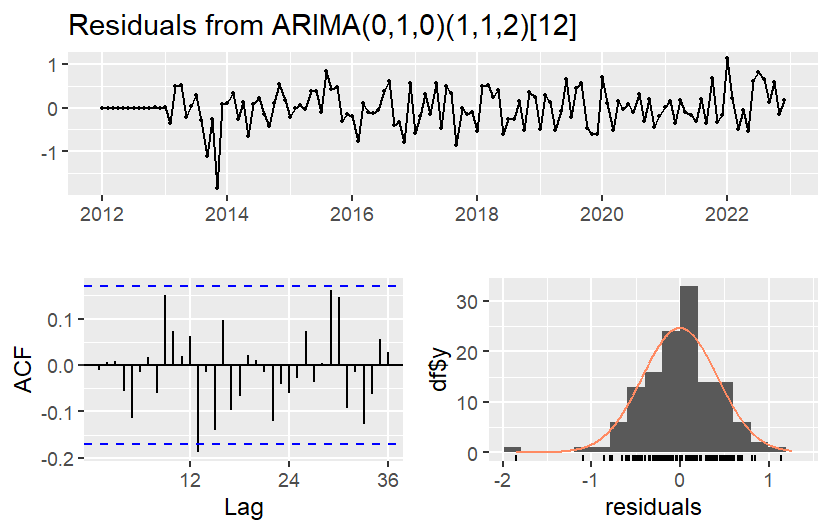 Residuals from ARIMA(0,1,0)(1,1,2)[12]
1
0
-1
2012 2014 2016 2018 2020 2022
ACF
0.1
0.0
-0.1
-0.2
12 24 36
Lag
df$y
30
20
10
0
-2 -1 0 1
residuals